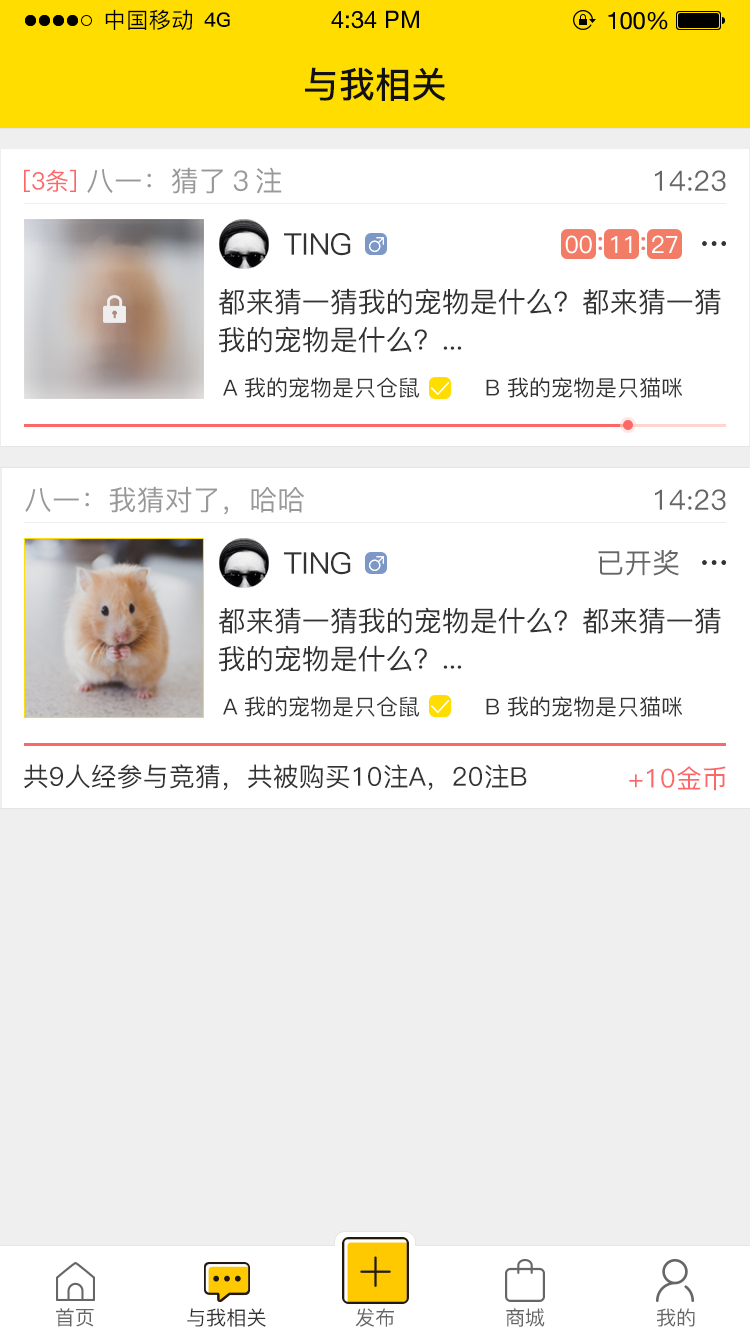 中国移动 4G 4:34 PM 100%
与我相关
[3条] 八一：猜了 3 注 14:23
TING 00:11:27
都来猜一猜我的宠物是什么？都来猜一猜
我的宠物是什么？...
A 我的宠物是只仓鼠 B 我的宠物是只猫咪
八一：我猜对了，哈哈 14:23
TING 已开奖
都来猜一猜我的宠物是什么？都来猜一猜
我的宠物是什么？...
A 我的宠物是只仓鼠 B 我的宠物是只猫咪
共9人经参与竞猜，共被购买10注A，20注B +10金币
首页 与我相关 发布 商城 我的